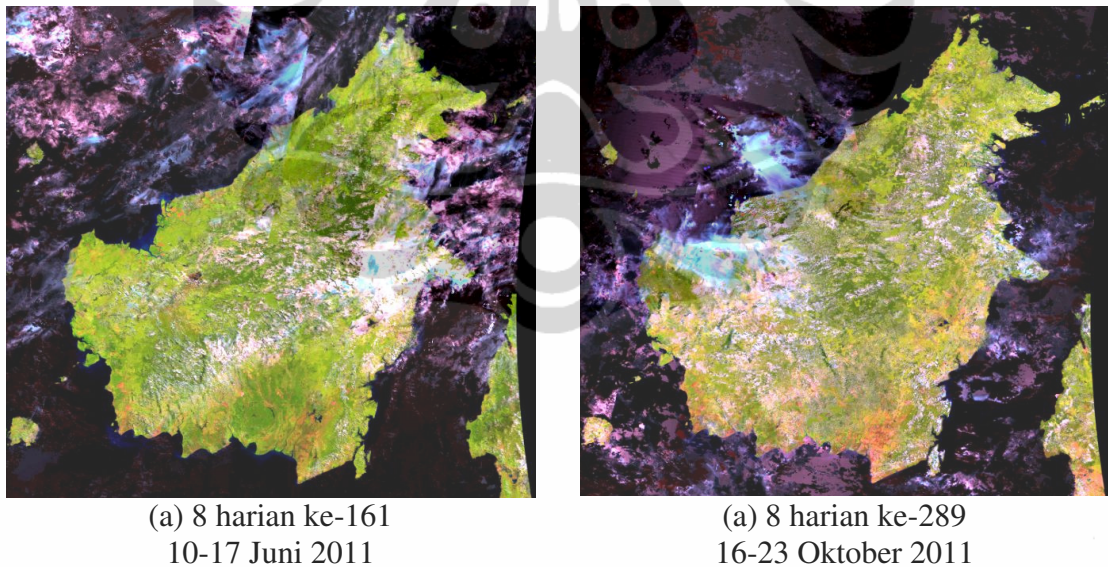 (a) 8 harian ke-161
10-17 Juni 2011
(a) 8 harian ke-289
16-23 Oktober 2011